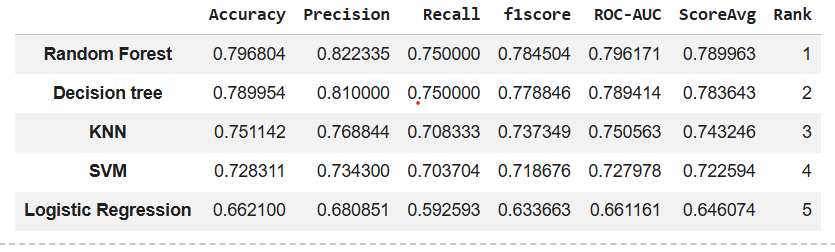 Accuracy Precision Recall f1score ROC-AUC ScoreAvg Rank
Random Forest 0.796804 0.822335 0.750000 0.784504 0.796171 0.789963 1
Decision tree 0.789954 0.810000 0.750000 0.778846 0.789414 0.783643 2
KNN 0.751142 0.768844 0.708333 0.737349 0.750563 0.743246 3
SVM 0.728311 0.734300 0.703704 0.718676 0.727978 0.722594 4
Logistic Regression 0.662100 0.680851 0.592593 0.633663 0.661161 0.646074 5